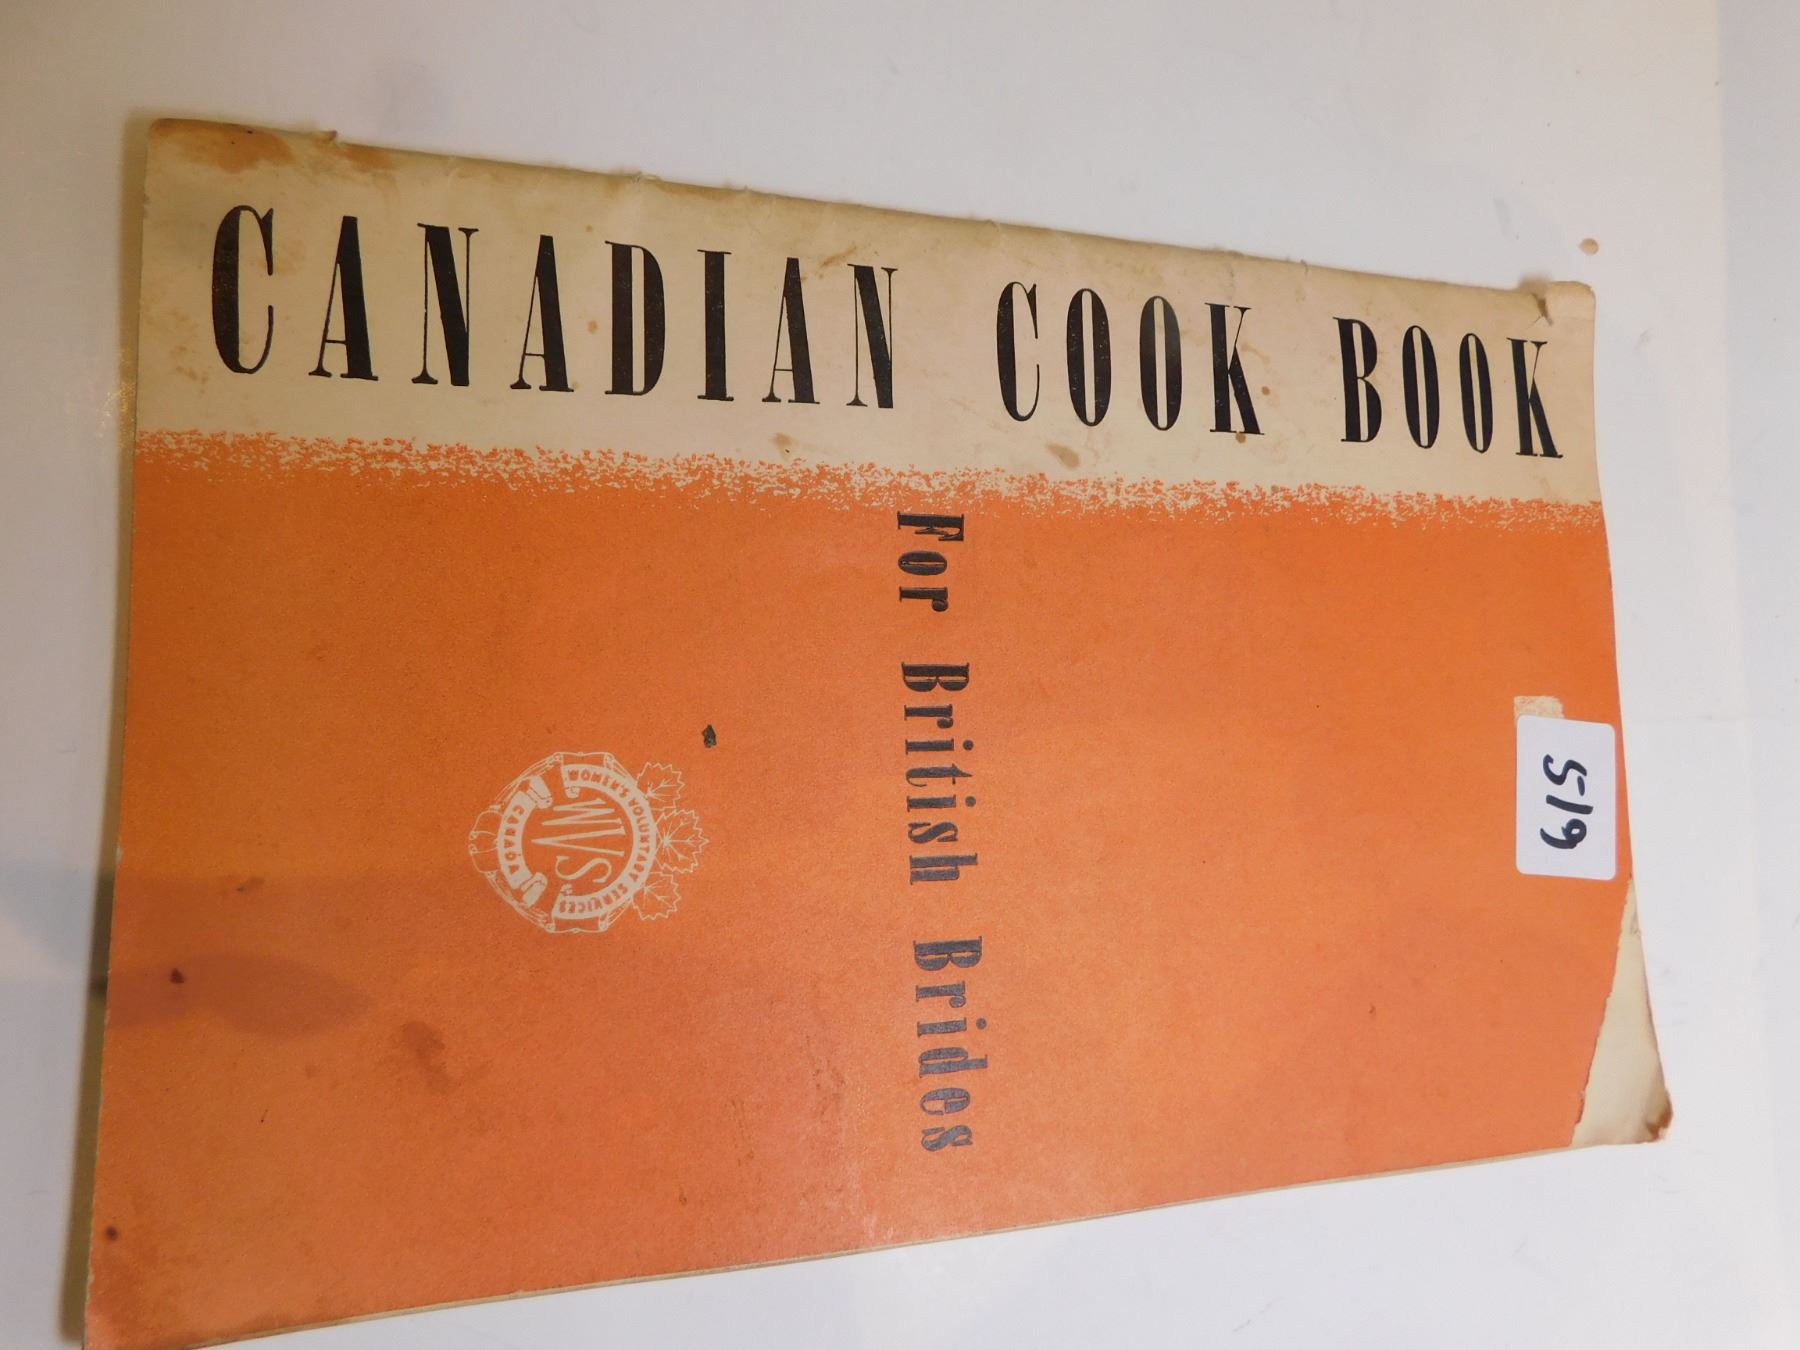 CANADIAN COOK BOOK
For British Brides
WOMEN'S VOLUNTARY SERVICES
WVS
CANADA
519